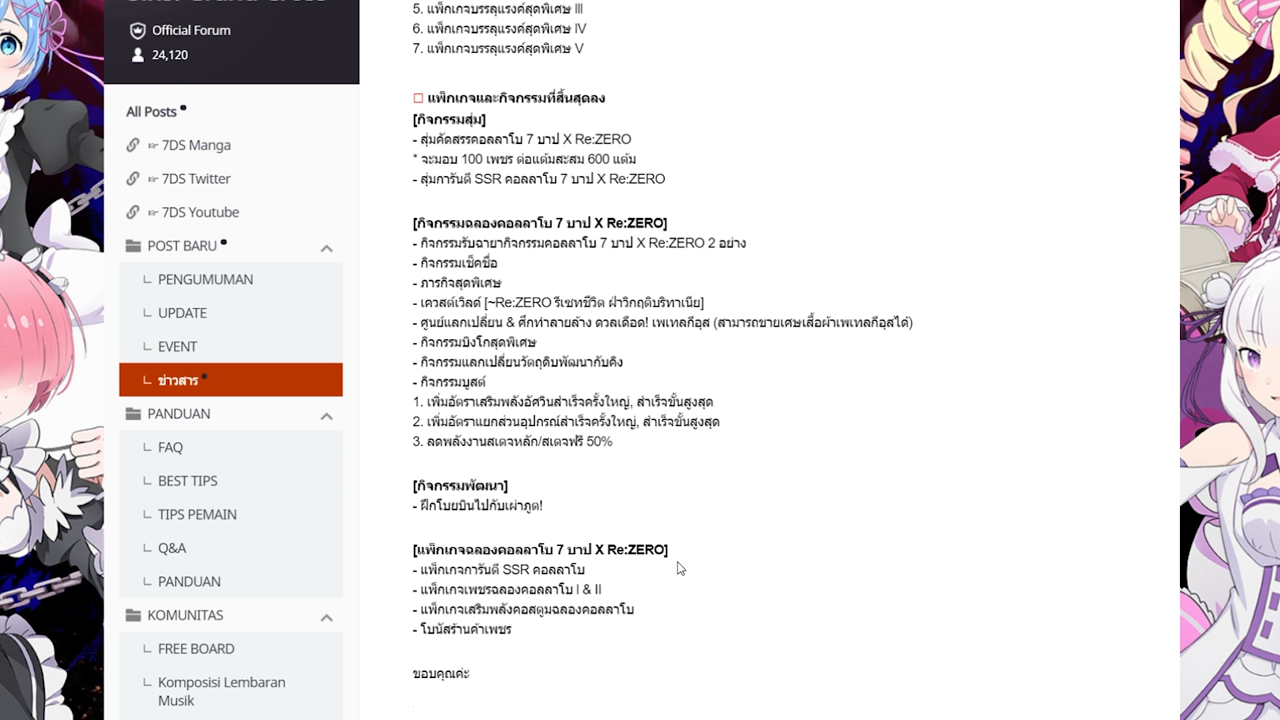 Official Forum
24,120
All Posts
7DS Manga
7DS Twitter
7DS Youtube
POST BARU
PENGUMUMAN
UPDATE
EVENT
ข่าวสาร
PANDUAN
FAQ
BEST TIPS
TIPS PEMAIN
Q&A
PANDUAN
KOMUNITAS
FREE BOARD
Komposisi Lembaran
Musik
5. แพ็กเกจบรรลุแรงค์สุดพิเศษ III
6. แพ็กเกจบรรลุแรงค์สุดพิเศษ IV
7. แพ็กเกจบรรลุแรงค์สุดพิเศษ V
แพ็กเกจและกิจกรรมที่สิ้นสุดลง
[กิจกรรมสุ่ม]
- สุ่มคัดสรรคอลลาโบ 7 บาป X Re:ZERO
* จะมอบ 100 เพชร ต่อแต้มสะสม 600 แต้ม
- สุ่มการันตี SSR คอลลาโบ 7 บาป X Re:ZERO
[กิจกรรมฉลองคอลลาโบ 7 บาป X Re:ZERO]
- กิจกรรมรับฉายากิจกรรมคอลลาโบ 7 บาป X Re:ZERO 2 อย่าง
- กิจกรรมเช็คชื่อ
- ภารกิจสุดพิเศษ
- เควสต์เวิลด์ [~Re:ZERO รีเซทชีวิต ฝ่าวิกฤติบริทาเนีย]
- ศูนย์แลกเปลี่ยน & ศึกทำลายล้าง ดวลเดือด! เพเทลกิอุส (สามารถขายเศษเสื้อผ้าเพเทลกิอุสได้)
- กิจกรรมบิงโกสุดพิเศษ
- กิจกรรมแลกเปลี่ยนวัตถุดิบพัฒนากับคิง
- กิจกรรมบูสต์
1. เพิ่มอัตราเสริมพลังอัศวินสำเร็จครั้งใหญ่, สำเร็จขั้นสูงสุด
2. เพิ่มอัตราแยกส่วนอุปกรณ์สำเร็จครั้งใหญ่, สำเร็จขั้นสูงสุด
3. ลดพลังงานสเตจหลัก/สเตจฟรี 50%
[กิจกรรมพัฒนา]
- ฝึกโบยบินไปกับเผ่าภูต!
[แพ็กเกจฉลองคอลลาโบ 7 บาป X Re:ZERO]
- แพ็กเกจการันตี SSR คอลลาโบ
- แพ็กเกจเพชรฉลองคอลลาโบ I & II
- แพ็กเกจเสริมพลังคอสตูมฉลองคอลลาโบ
- โบนัสร้านค้าเพชร
ขอบคุณค่ะ